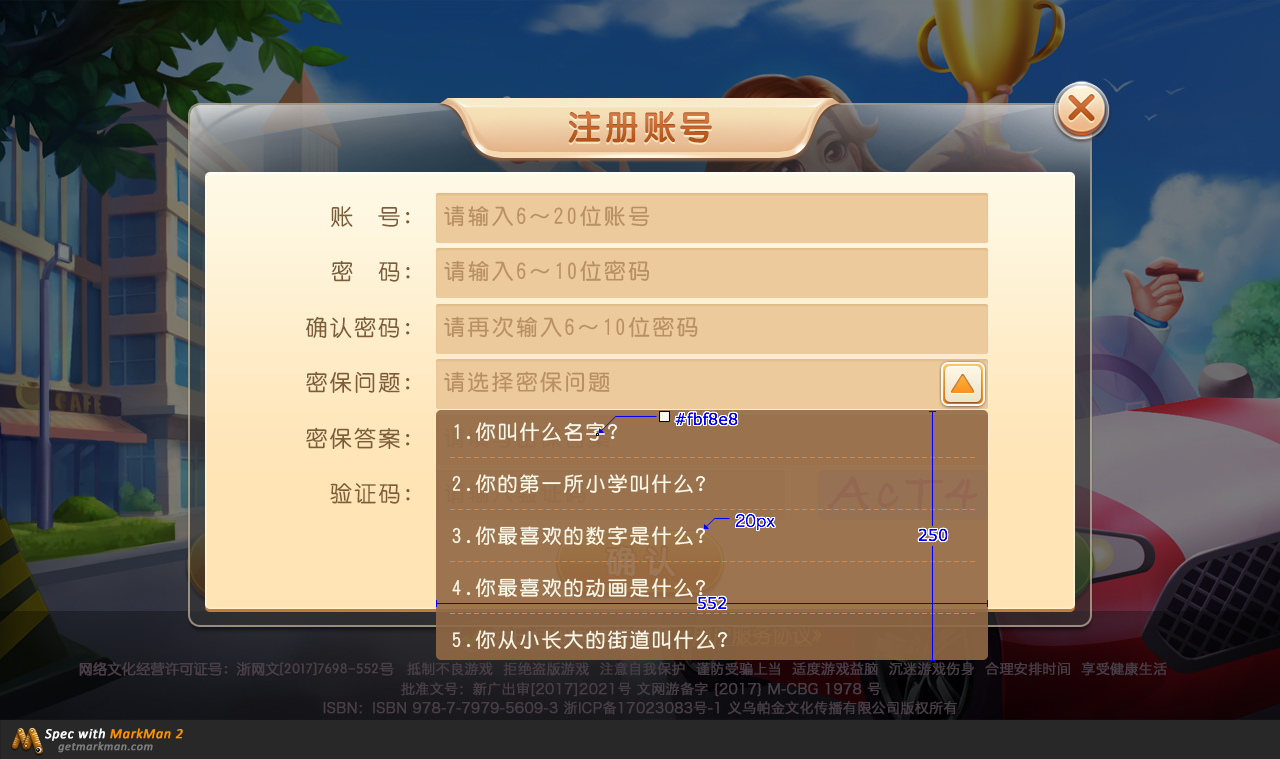 注册账号
账 号：
请输入6～20位账号
密 码：
请输入6～10位密码
确认密码：
请再次输入6～10位密码
密保问题：
请选择密保问题
#fbf8e8
密保答案：
1.你叫什么名字？
验证码：
2.你的第一所小学叫什么？
AcT4
20px
3.你最喜欢的数字是什么？
250
确认
4.你最喜欢的动画是什么？
552
5.你从小长大的街道叫什么？
服务协议》
CAFE
网络文化经营许可证号：浙网文[2017]7698-552号 抵制不良游戏 拒绝盗版游戏 注意自我保护 谨防受骗上当 适度游戏益脑 沉迷游戏伤身 合理安排时间 享受健康生活
批准文号：新广出审[2017]2021号 文网游备字 [2017] M-CBG 1978 号
ISBN：ISBN 978-7-7979-5609-3 浙ICP备17023083号-1 义乌帕金文化传播有限公司版权所有
Spec with MarkMan 2
getmarkman.com